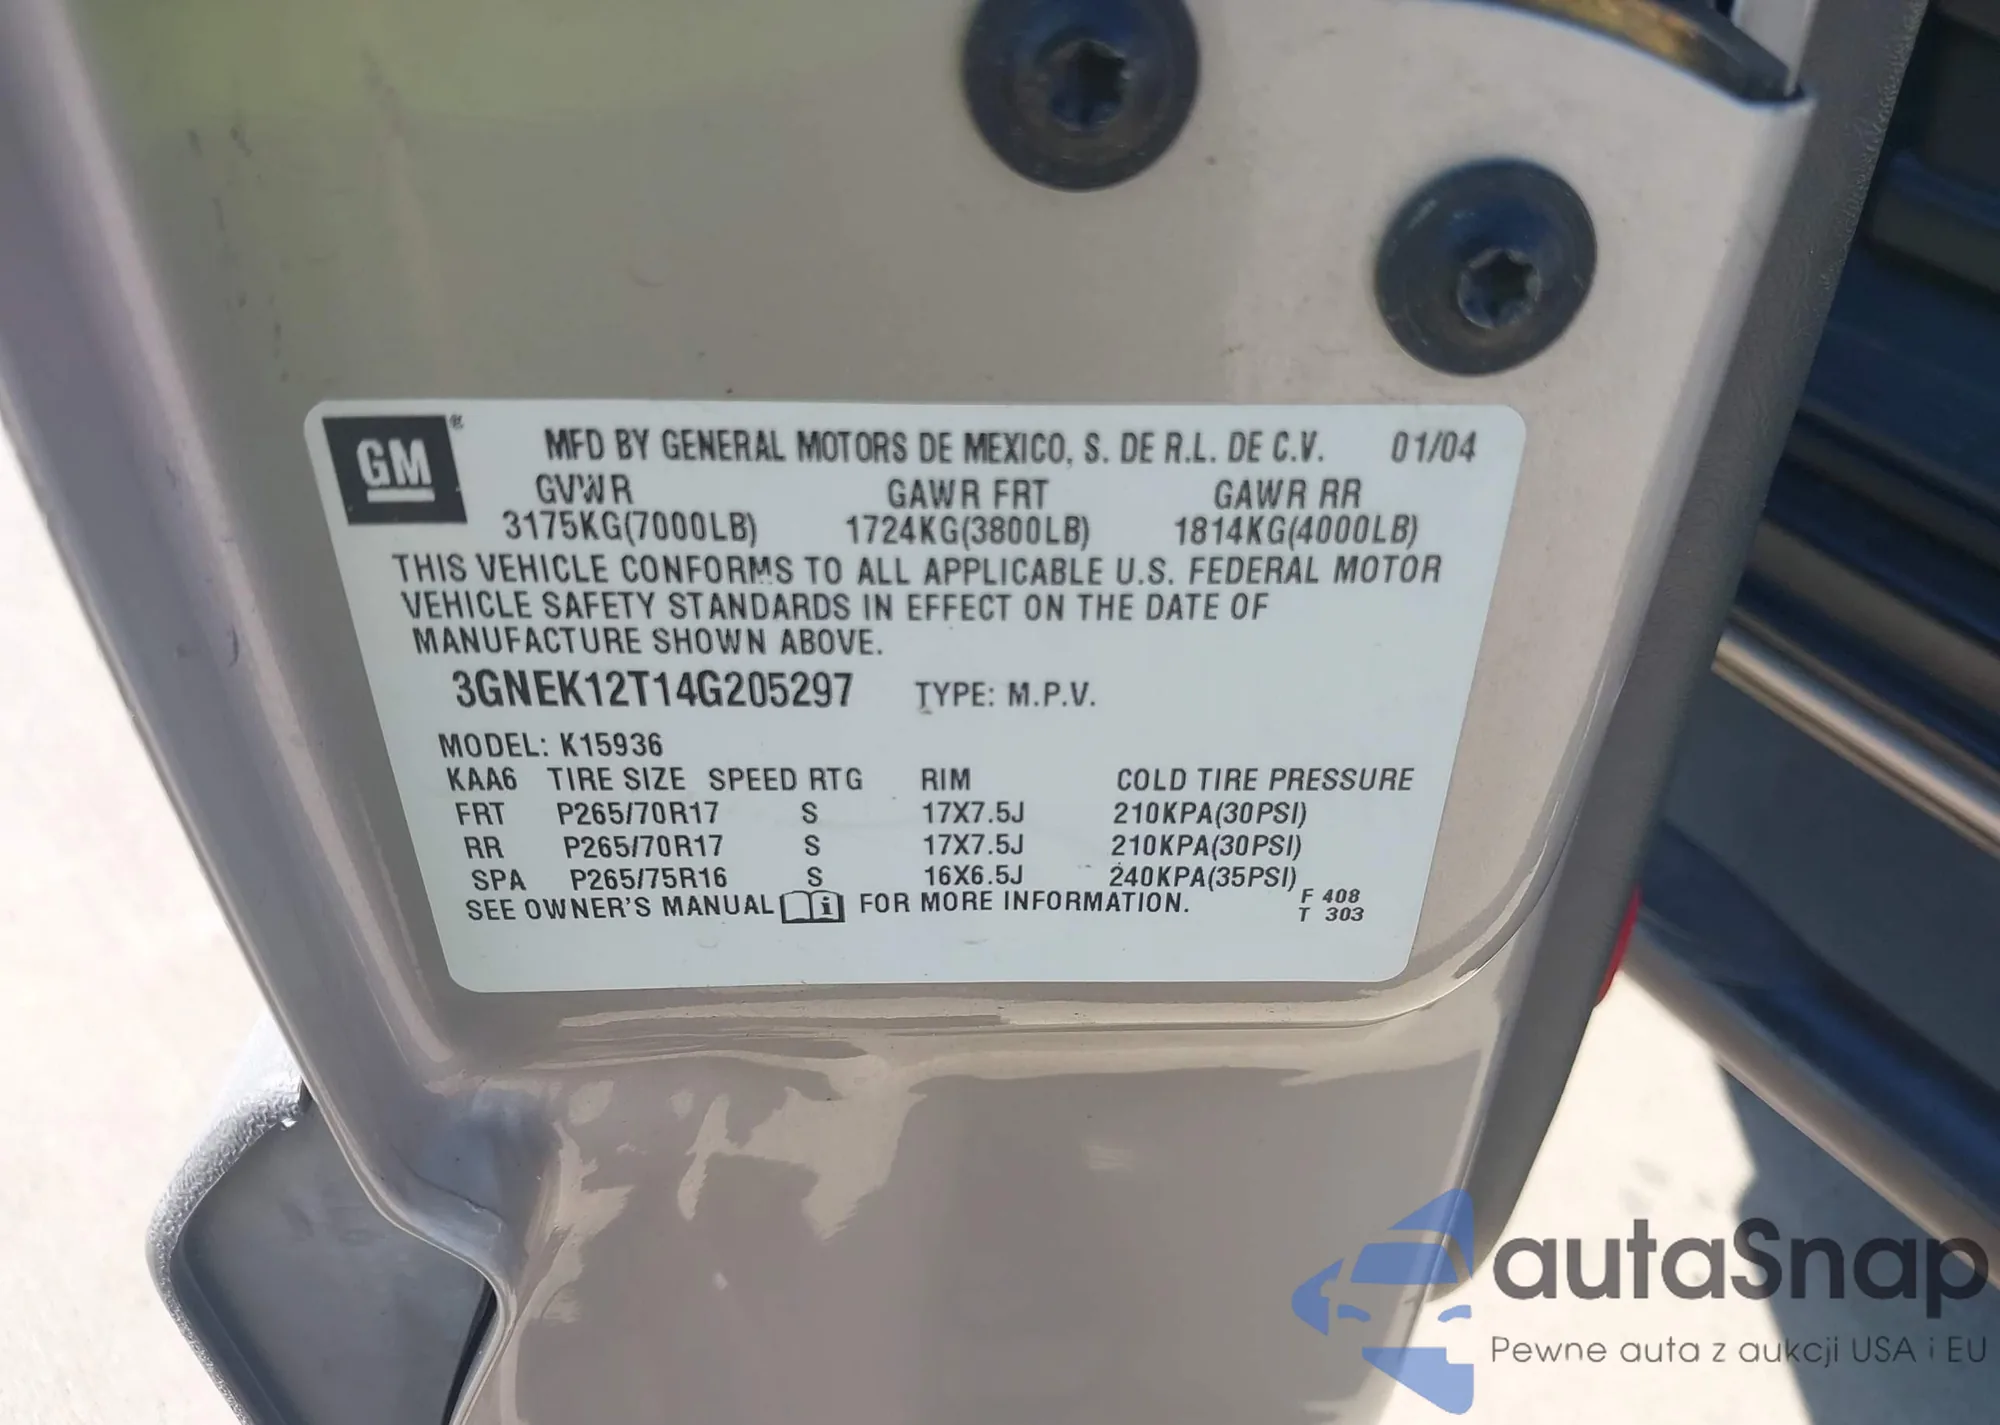 GM® MFD BY GENERAL MOTORS DE MEXICO, S. DE R.L. DE C.V. 01/04
GVWR GAWR FRT GAWR RR
3175KG(7000LB) 1724KG(3800LB) 1814KG(4000LB)
THIS VEHICLE CONFORMS TO ALL APPLICABLE U.S. FEDERAL MOTOR
VEHICLE SAFETY STANDARDS IN EFFECT ON THE DATE OF
MANUFACTURE SHOWN ABOVE.
3GNEK12T14G205297 TYPE: M.P.V.
MODEL: K15936
KAA6 TIRE SIZE SPEED RTG RIM COLD TIRE PRESSURE
FRT P265/70R17 S 17X7.5J 210KPA(30PSI)
RR P265/70R17 S 17X7.5J 210KPA(30PSI)
SPA P265/75R16 S 16X6.5J 240KPA(35PSI)
SEE OWNER'S MANUAL i FOR MORE INFORMATION. F 408
T 303
autaSnap
Pewne auta z aukcji USA i EU